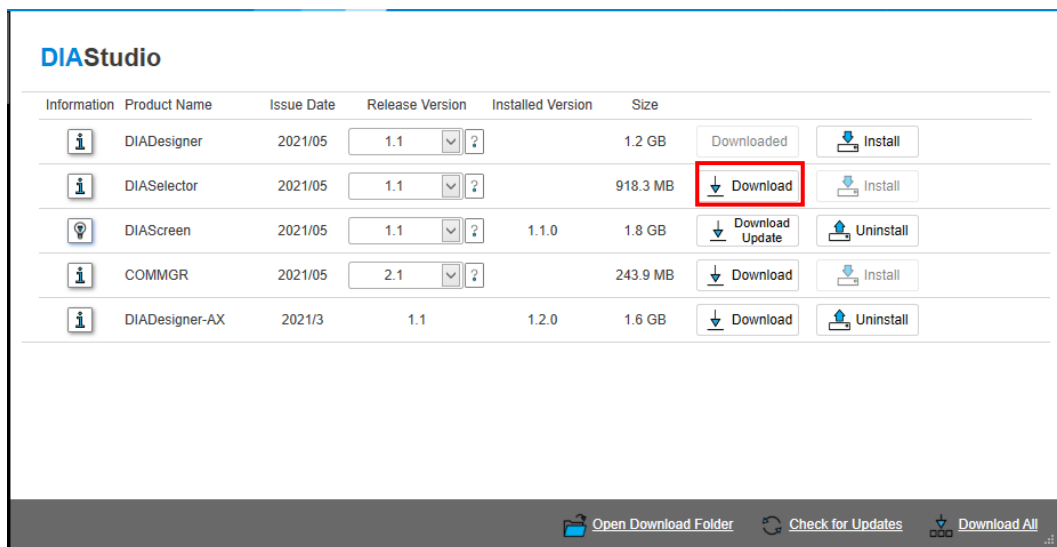 DIAStudio
Information Product Name Issue Date Release Version Installed Version Size
i DIADesigner 2021/05 1.1 ? 1.2 GB Downloaded Install
i DIASelector 2021/05 1.1 ? 918.3 MB Download Install
DIAScreen 2021/05 1.1 ? 1.1.0 1.8 GB Download Update Uninstall
i COMMGR 2021/05 2.1 ? 243.9 MB Download Install
i DIADesigner-AX 2021/3 1.1 1.2.0 1.6 GB Download Uninstall
Open Download Folder Check for Updates Download All